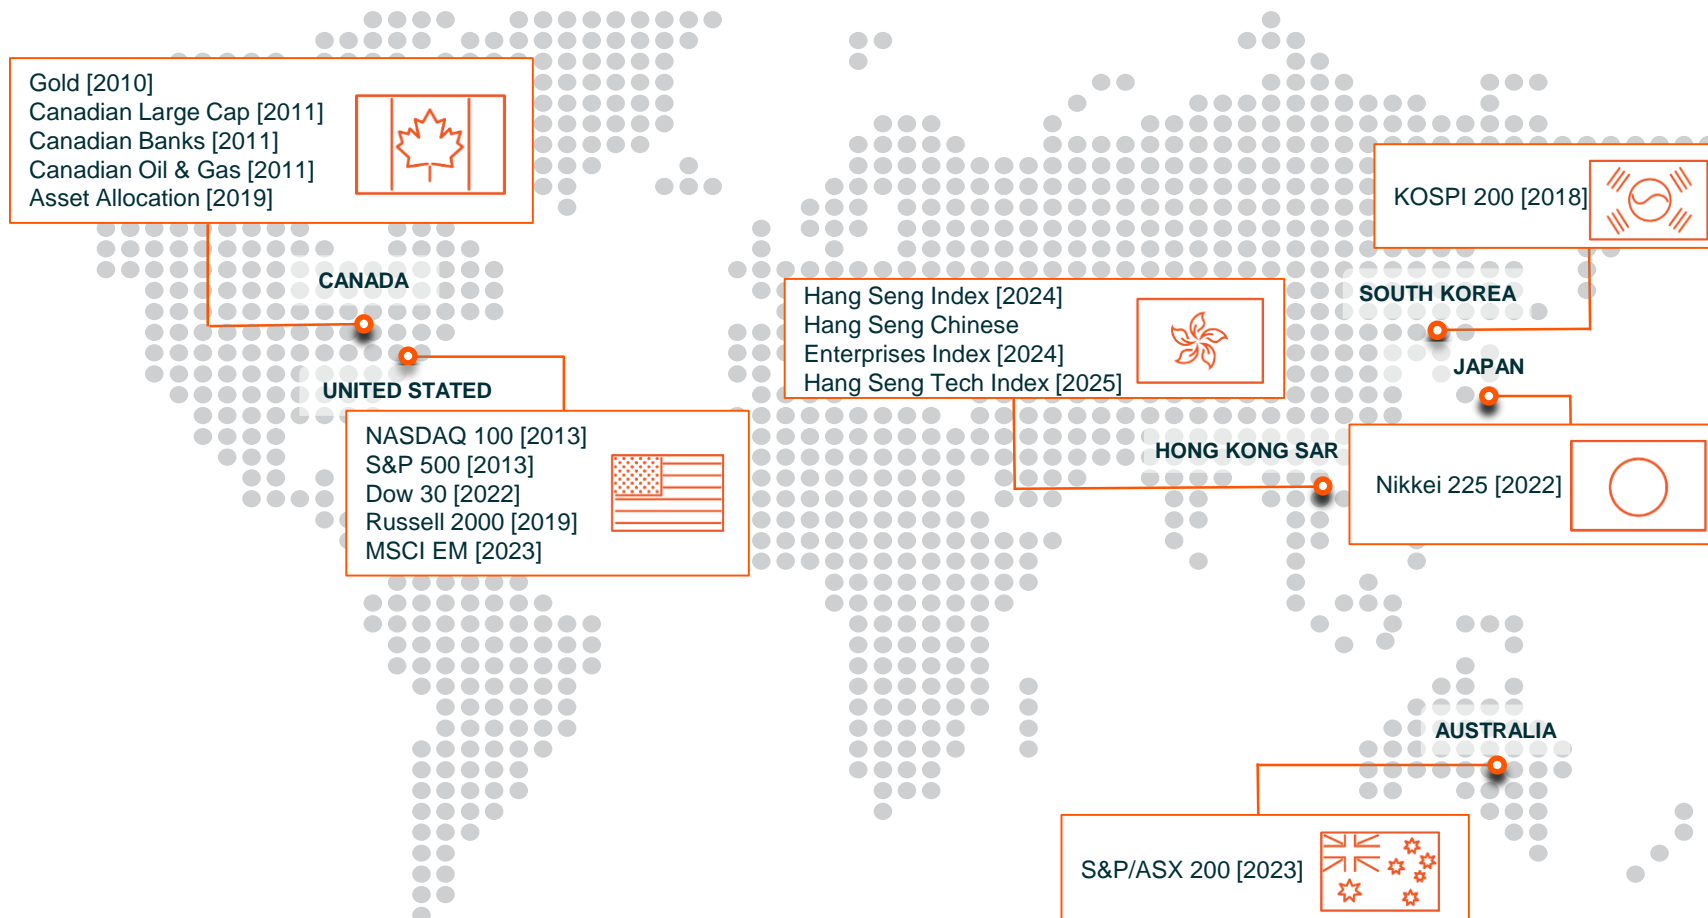 Gold [2010]
Canadian Large Cap [2011]
Canadian Banks [2011]
Canadian Oil & Gas [2011]
Asset Allocation [2019]
CANADA
UNITED STATED
NASDAQ 100 [2013]
S&P 500 [2013]
Dow 30 [2022]
Russell 2000 [2019]
MSCI EM [2023]
Hang Seng Index [2024]
Hang Seng Chinese
Enterprises Index [2024]
Hang Seng Tech Index [2025]
HONG KONG SAR
KOSPI 200 [2018]
SOUTH KOREA
JAPAN
Nikkei 225 [2022]
AUSTRALIA
S&P/ASX 200 [2023]